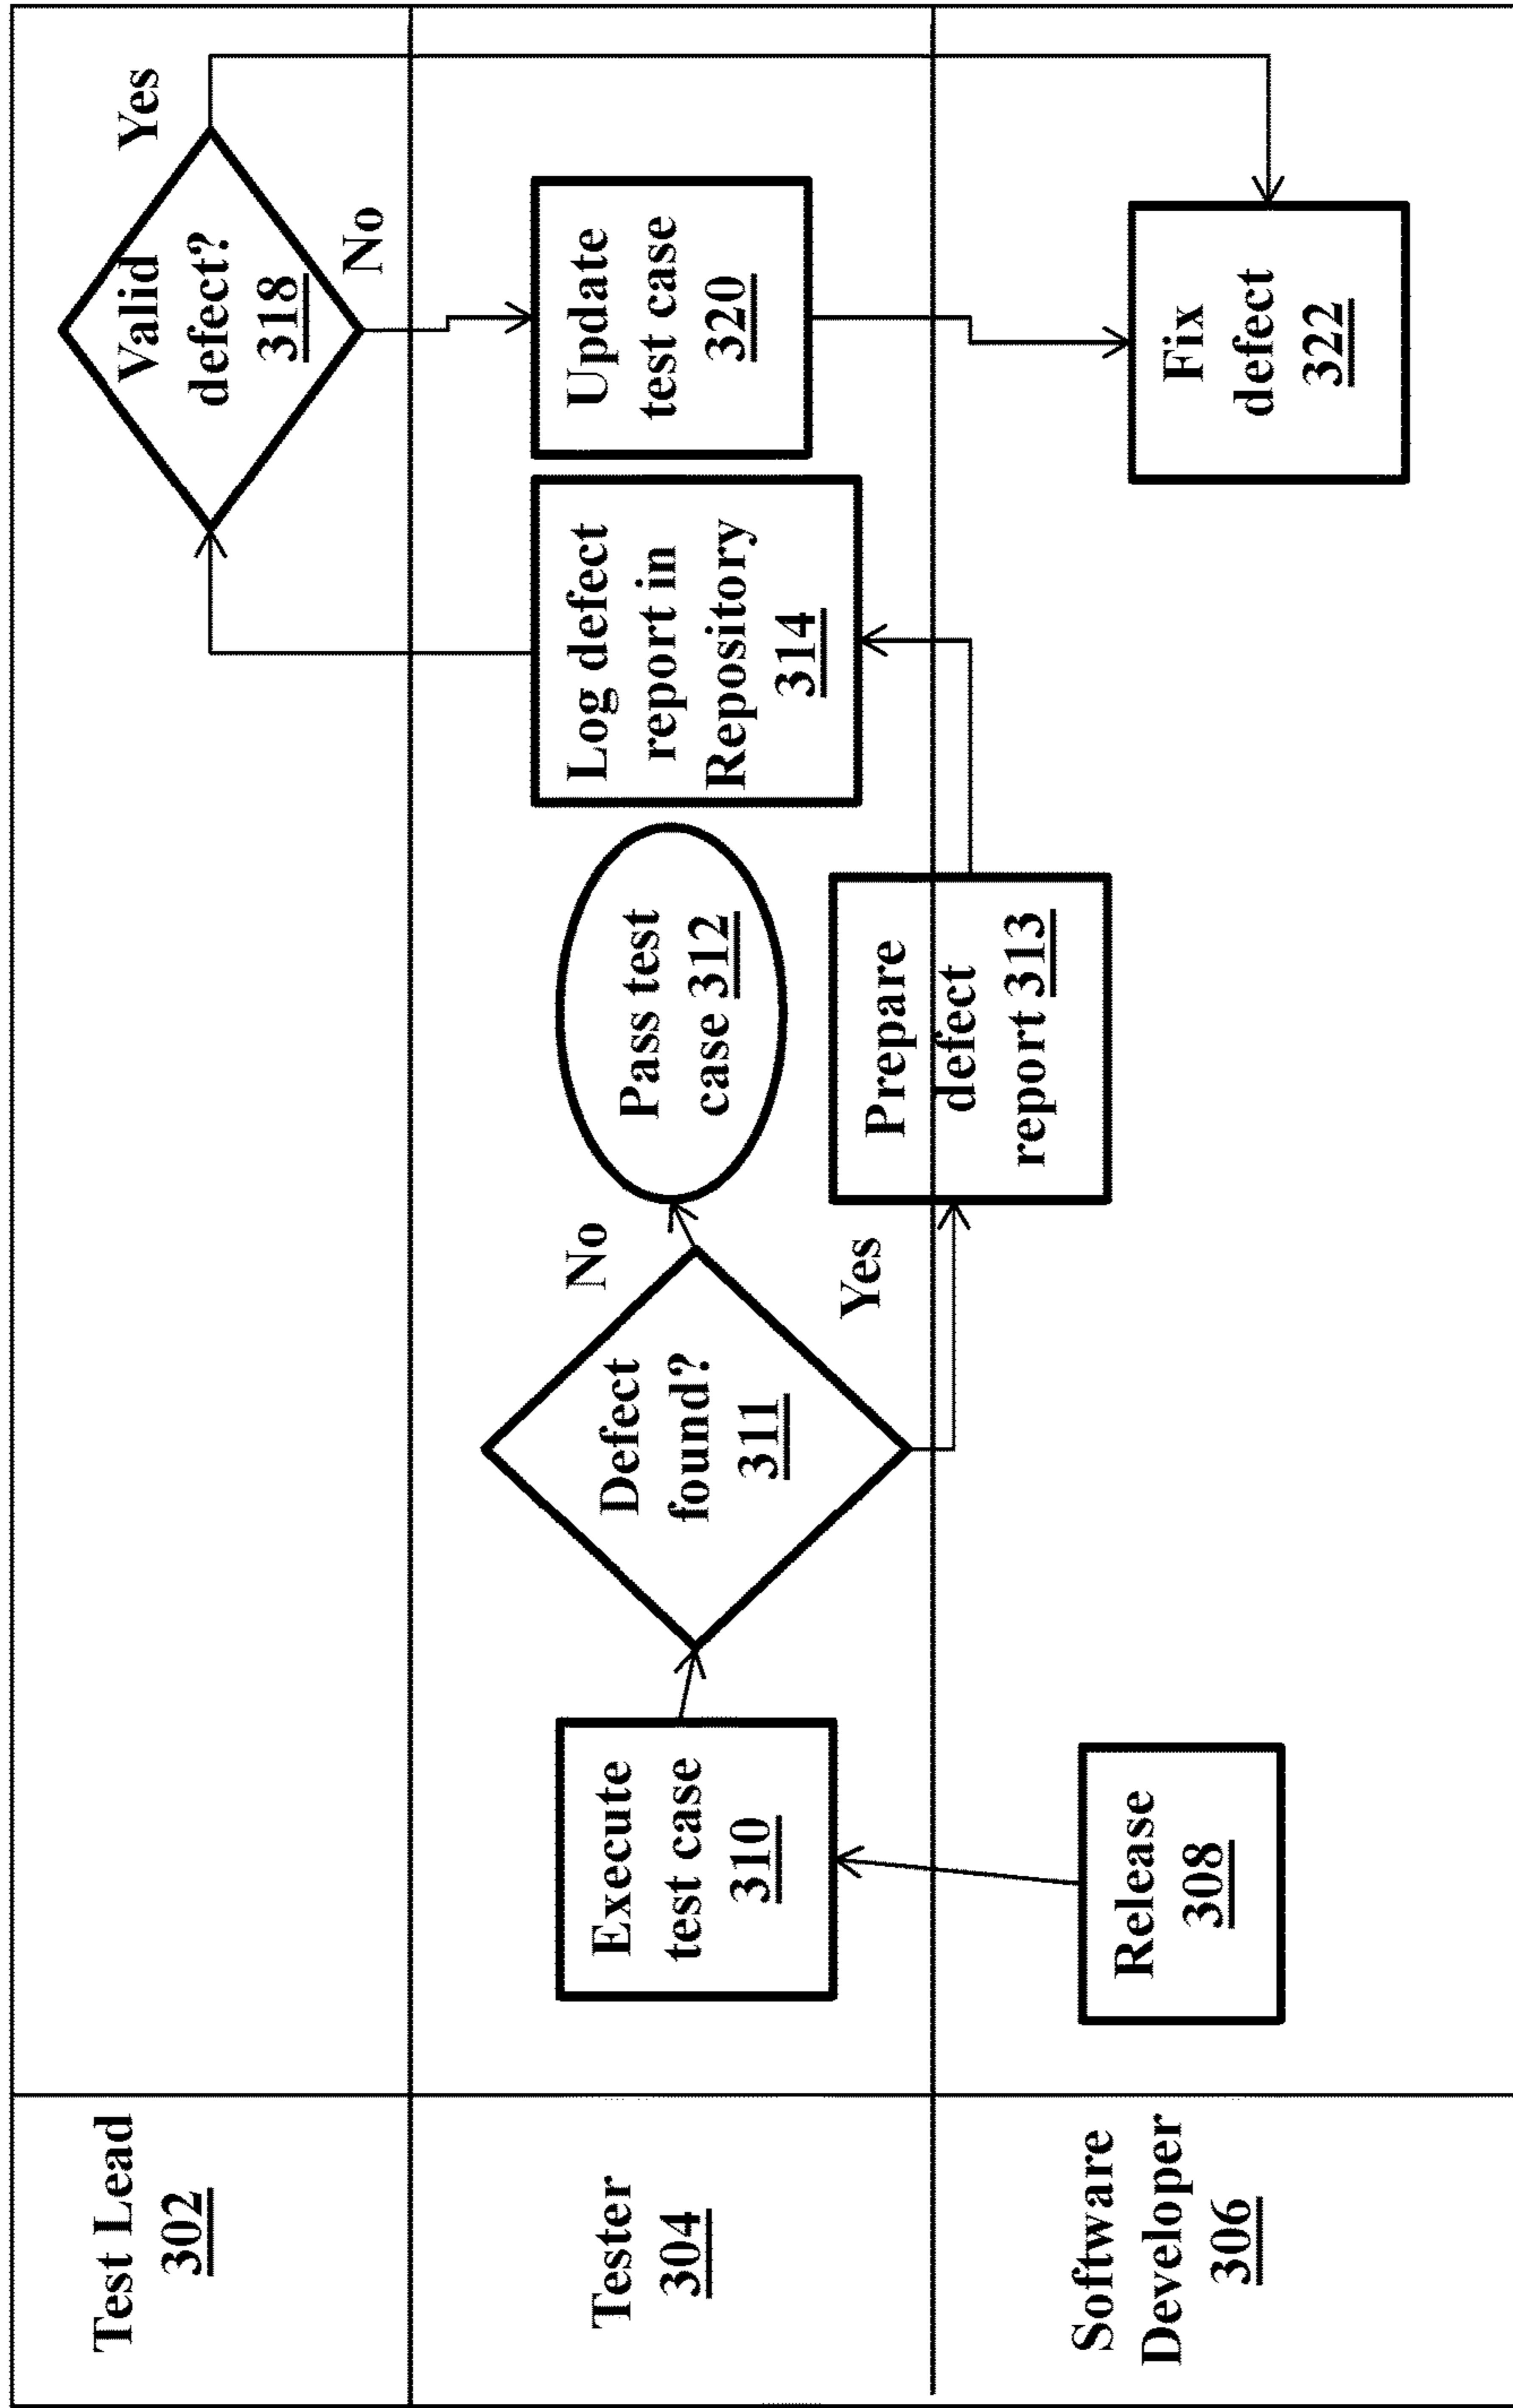 Test Lead
302
Valid
defect?
318
Yes
No
Tester
304
Execute
test case
310
Defect
found?
311
No
Yes
Pass test
case 312
Log defect
report in
Repository
314
Update
test case
320
Prepare
defect
report 313
Software
Developer
306
Release
308
Fix
defect
322